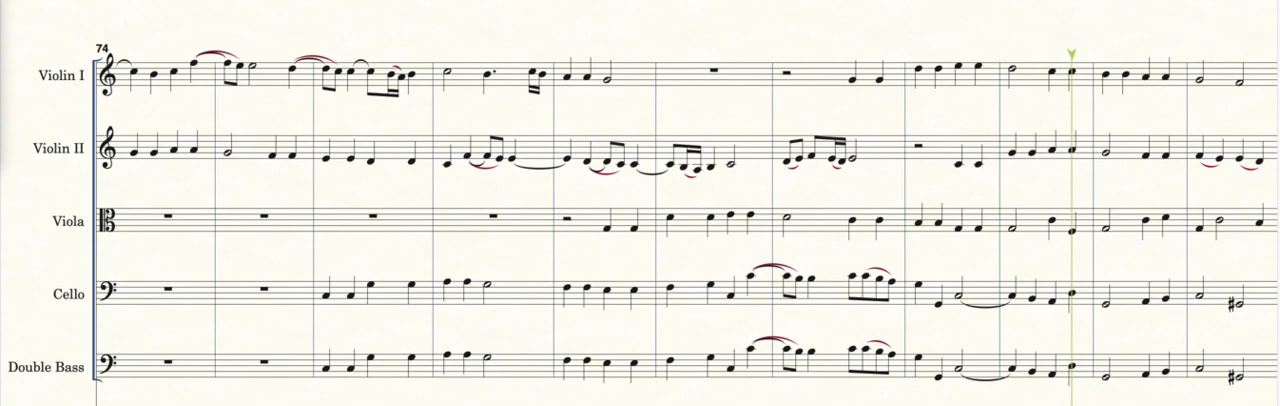 74
Violin I
Violin II
Viola
Cello
Double Bass